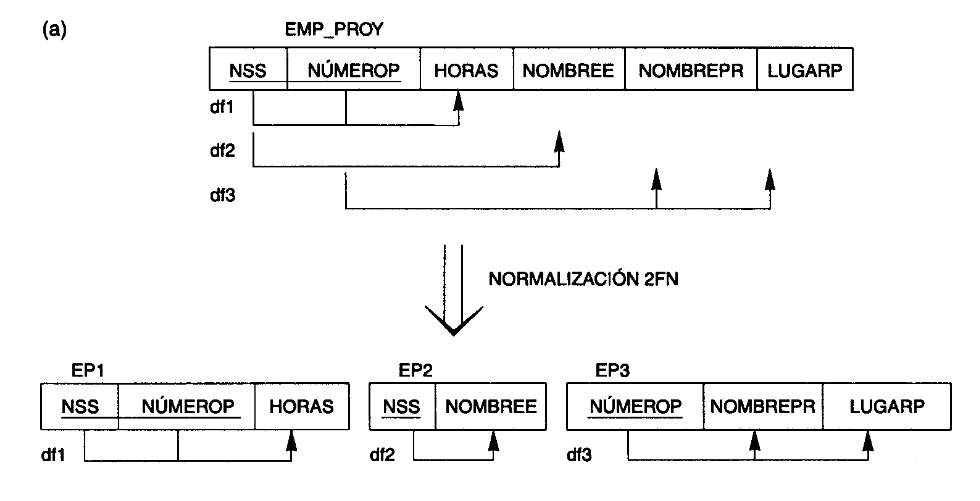 (a)
EMP_PROY
NSS NÚMEROP HORAS NOMBREE NOMBREPR LUGARP
df1
df2
df3
NORMALIZACIÓN 2FN
EP1 EP2 EP3
NSS NÚMEROP HORAS NSS NOMBREE NÚMEROP NOMBREPR LUGARP
df1 df2 df3